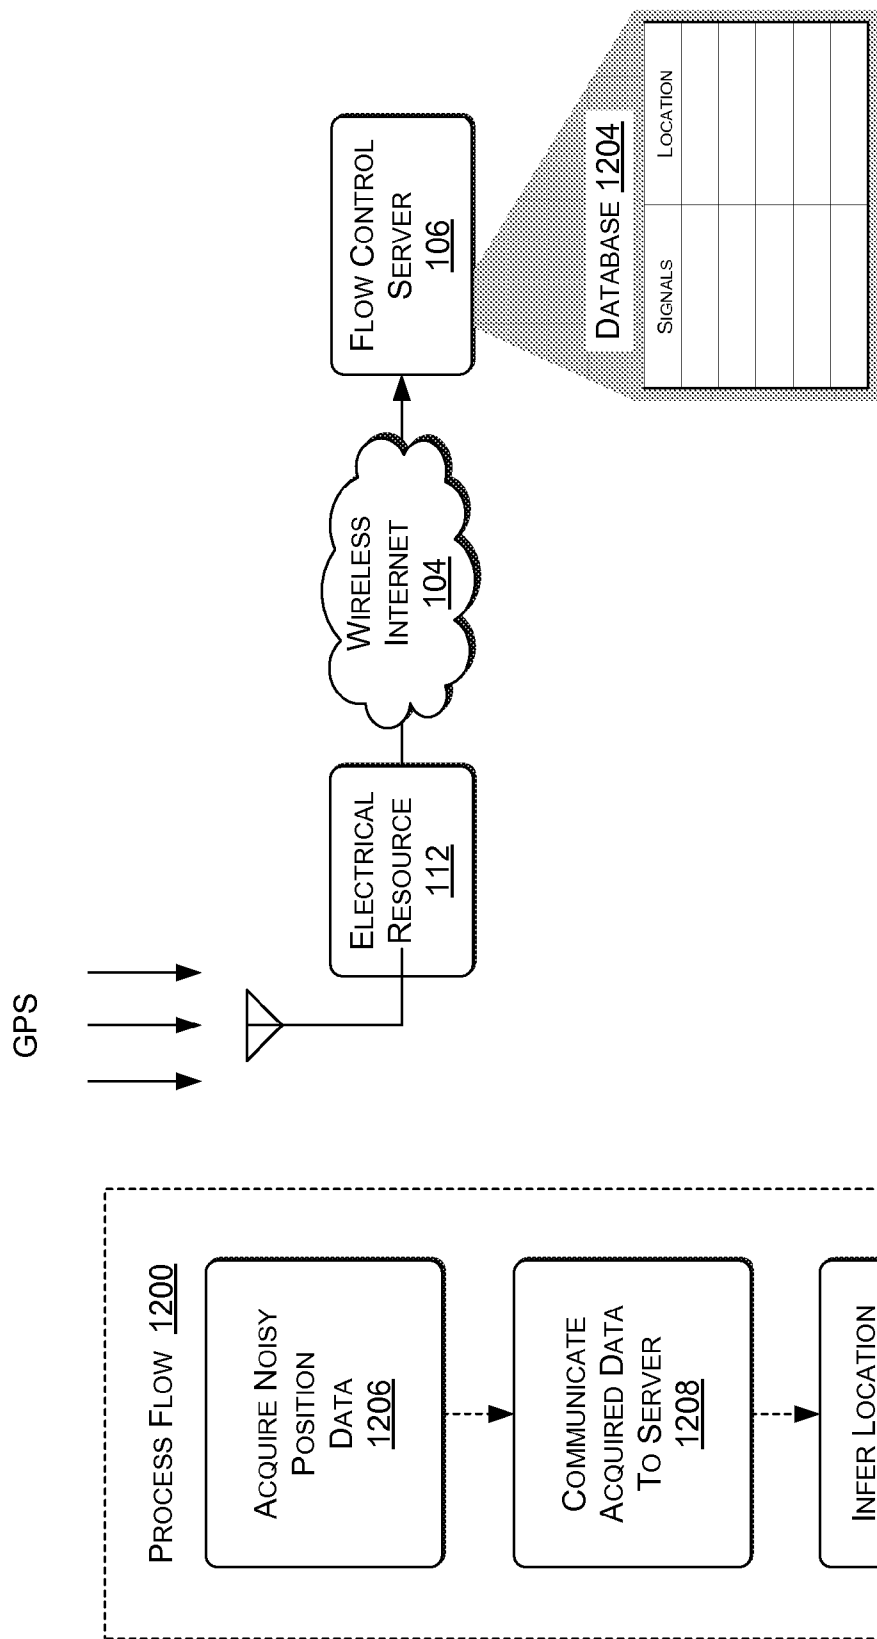 GPS
ELECTRICAL
RESOURCE
112
WIRELESS
INTERNET
104
FLOW CONTROL
SERVER
106
DATABASE 1204
SIGNALS
LOCATION
PROCESS FLOW 1200
ACQUIRE NOISY
POSITION
DATA
1206
COMMUNICATE
ACQUIRED DATA
TO SERVER
1208
INFER LOCATION